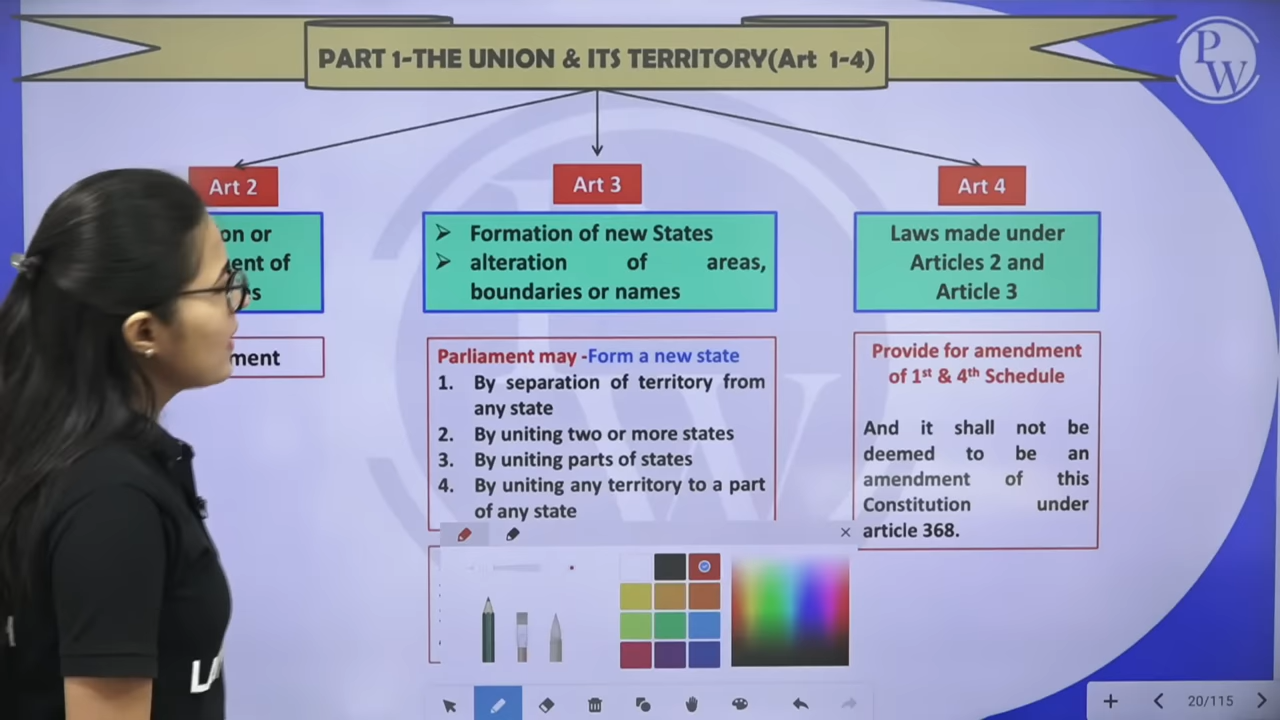 PART 1-THE UNION & ITS TERRITORY(Art 1-4)
PW
Art 2
on or
ent of
s
ment
Art 3
➢ Formation of new States
➢ alteration of areas,
boundaries or names
Parliament may -Form a new state
1. By separation of territory from
any state
2. By uniting two or more states
3. By uniting parts of states
4. By uniting any territory to a part
of any state
Art 4
Laws made under
Articles 2 and
Article 3
Provide for amendment
of 1st & 4th Schedule
And it shall not be
deemed to be an
amendment of this
Constitution under
article 368.
20/115